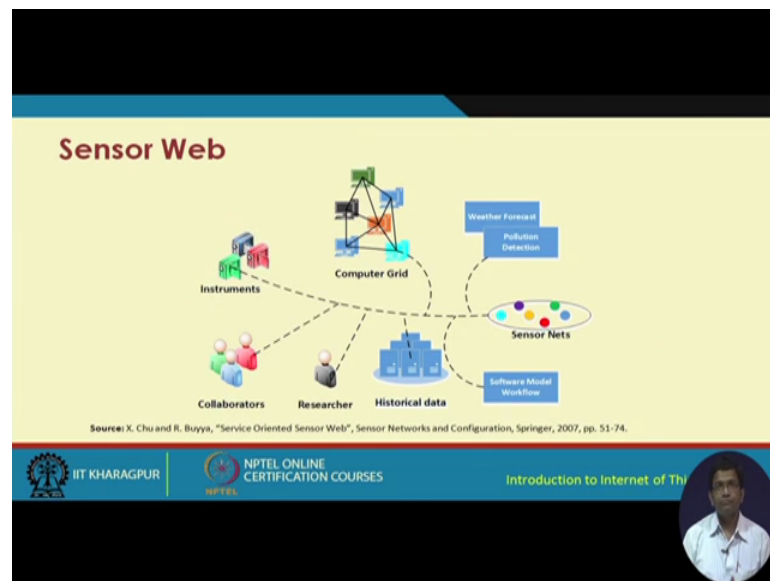 Sensor Web
Weather Forecast
Pollution
Detection
Instruments
Computer Grid
Sensor Nets
Collaborators
Researcher
Historical data
Software Modal
Workflow
Source: X. Chu and R. Buyya, "Service Oriented Sensor Web", Sensor Networks and Configuration, Springer, 2007, pp. 51-74.
IIT KHARAGPUR
NPTEL
NPTEL ONLINE
CERTIFICATION COURSES
Introduction to Internet of Thi